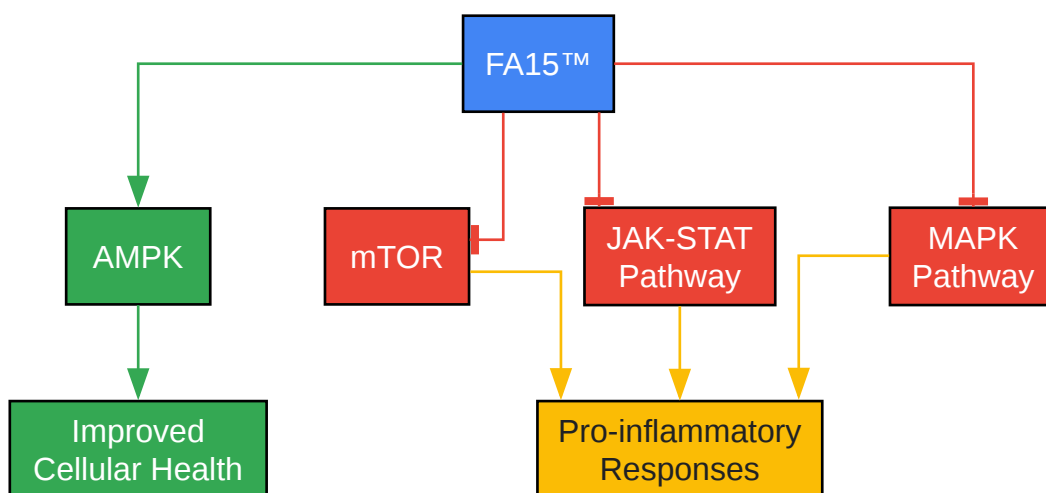 FA15™
AMPK
mTOR
JAK-STAT
Pathway
MAPK
Pathway
Improved
Cellular Health
Pro-inflammatory
Responses